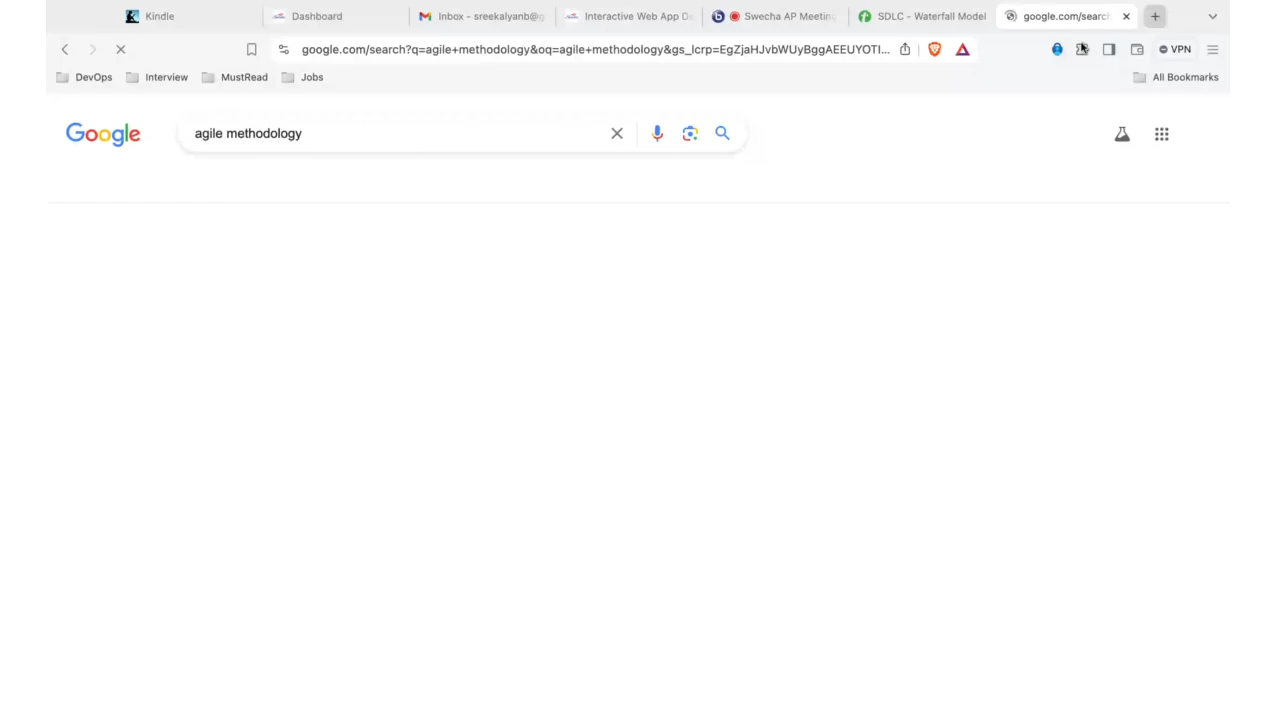 Kindle
Dashboard
Inbox - sreekalyanb@g
Interactive Web App De
Swecha AP Meeting
SDLC - Waterfall Model
google.com/search
google.com/search?q=agile+methodology&oq=agile+methodology&gs_lcrp=EgZjaHJvbWUyBggAEEUYOTI...
VPN
DevOps
Interview
MustRead
Jobs
All Bookmarks
Google
agile methodology